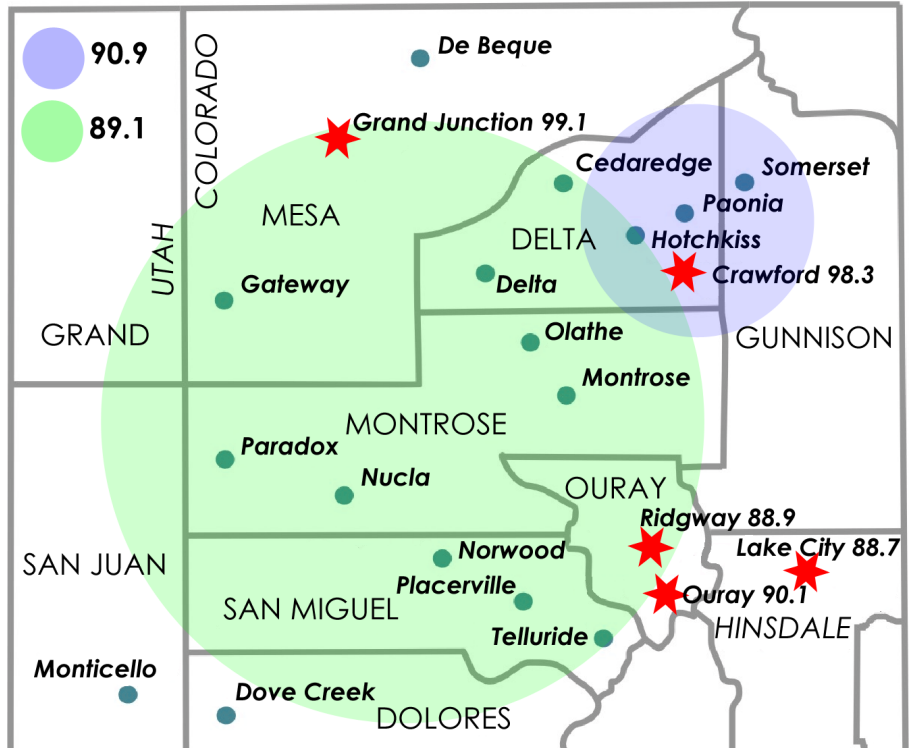 90.9
89.1
COLORADO
UTAH
De Beque
Grand Junction 99.1
Cedaredge
Somerset
Paonia
MESA
DELTA
Hotchkiss
Crawford 98.3
Gateway
Delta
GRAND
Olathe
GUNNISON
Montrose
MONTROSE
Paradox
Nucla
OURAY
Ridgway 88.9
Norwood
Lake City 88.7
SAN JUAN
Placerville
Ouray 90.1
SAN MIGUEL
HINSDALE
Telluride
Monticello
Dove Creek
DOLORES